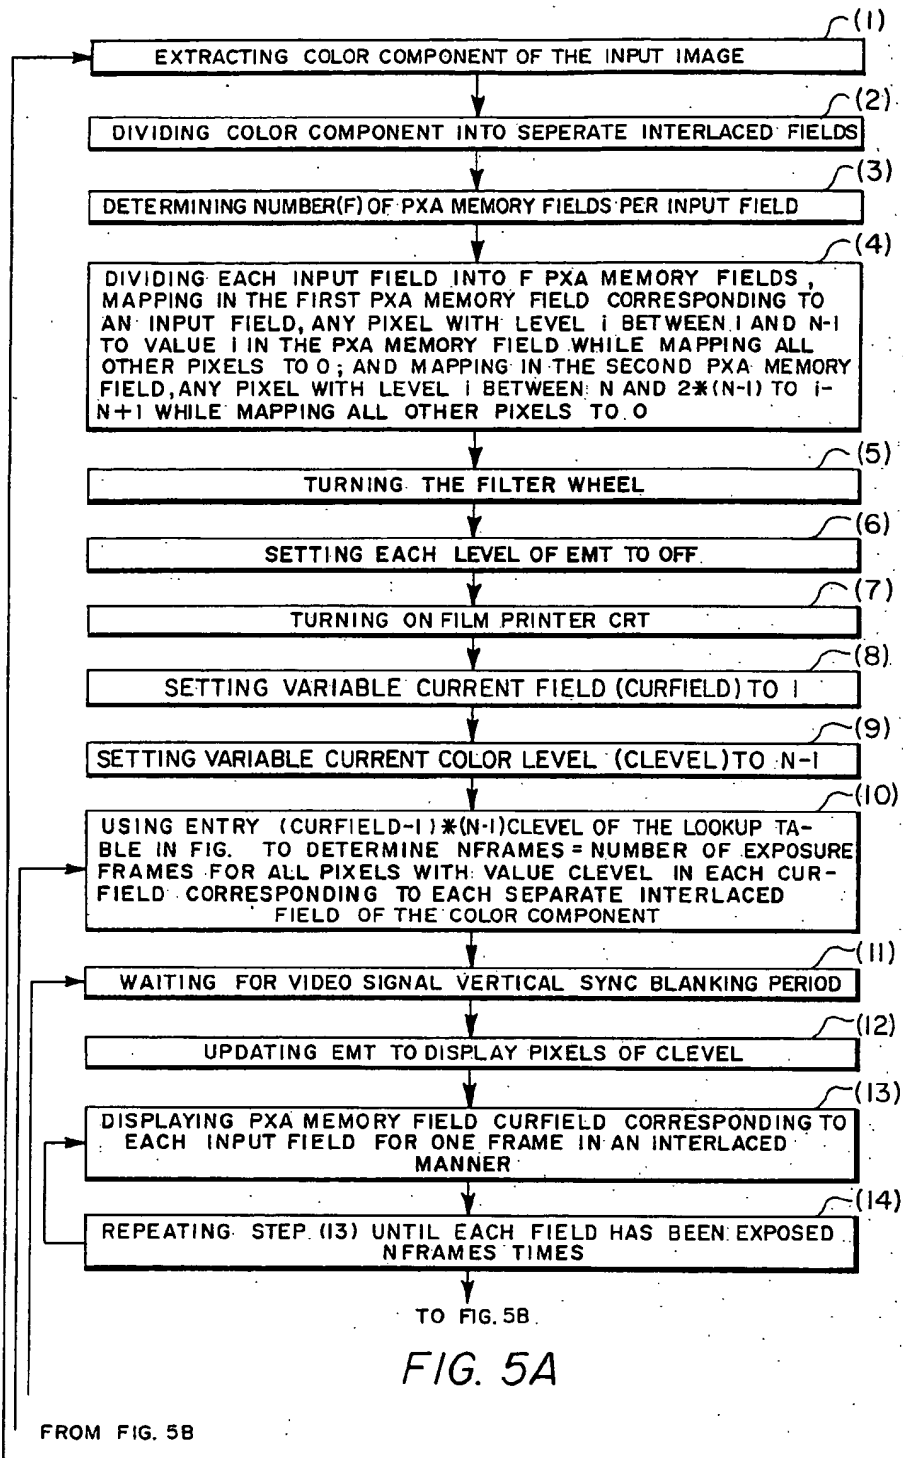 (1)
EXTRACTING COLOR COMPONENT OF THE INPUT IMAGE
(2)
DIVIDING COLOR COMPONENT INTO SEPERATE INTERLACED FIELDS
(3)
DETERMINING NUMBER(F) OF PXA MEMORY FIELDS PER INPUT FIELD
(4)
DIVIDING EACH INPUT FIELD INTO F PXA MEMORY FIELDS,
MAPPING IN THE FIRST PXA MEMORY FIELD CORRESPONDING TO
AN INPUT FIELD, ANY PIXEL WITH LEVEL i BETWEEN 1 AND N-1
TO VALUE i IN THE PXA MEMORY FIELD WHILE MAPPING ALL
OTHER PIXELS TO 0; AND MAPPING IN THE SECOND PXA MEMORY
FIELD, ANY PIXEL WITH LEVEL i BETWEEN N AND 2*(N-1) TO i-
N+1 WHILE MAPPING ALL OTHER PIXELS TO 0
(5)
TURNING THE FILTER WHEEL
(6)
SETTING EACH LEVEL OF EMT TO OFF
(7)
TURNING ON FILM PRINTER CRT
(8)
SETTING VARIABLE CURRENT FIELD (CURFIELD) TO 1
(9)
SETTING VARIABLE CURRENT COLOR LEVEL (CLEVEL) TO N-1
(10)
USING ENTRY (CURFIELD-1)*(N-1)CLEVEL OF THE LOOKUP TA-
BLE IN FIG. TO DETERMINE NFRAMES = NUMBER OF EXPOSURE
FRAMES FOR ALL PIXELS WITH VALUE CLEVEL IN EACH CUR-
FIELD CORRESPONDING TO EACH SEPARATE INTERLACED
FIELD OF THE COLOR COMPONENT
(11)
WAITING FOR VIDEO SIGNAL VERTICAL SYNC BLANKING PERIOD
(12)
UPDATING EMT TO DISPLAY PIXELS OF CLEVEL
(13)
DISPLAYING PXA MEMORY FIELD CURFIELD CORRESPONDING TO
EACH INPUT FIELD FOR ONE FRAME IN AN INTERLACED
MANNER
(14)
REPEATING STEP (13) UNTIL EACH FIELD HAS BEEN EXPOSED
NFRAMES TIMES
TO FIG. 5B
FIG. 5A
FROM FIG. 5B